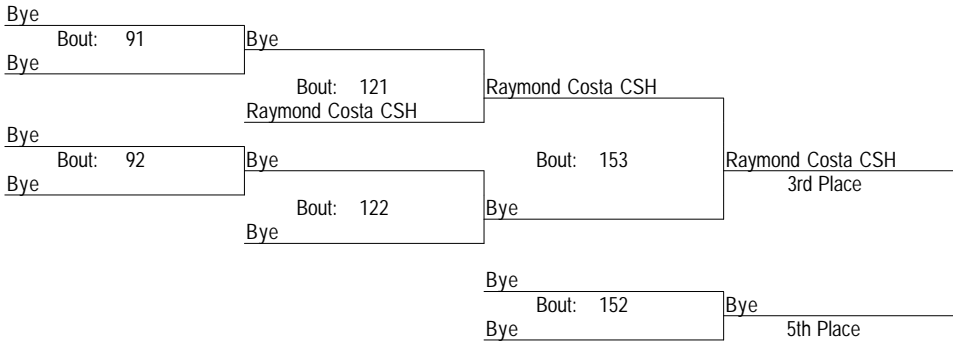 Bye
Bout: 91
Bye
Bye
Bout: 121
Raymond Costa CSH
Raymond Costa CSH
Bye
Bout: 92
Bye
Bye
Bout: 122
Bye
Bout: 153
Bye
Raymond Costa CSH
3rd Place
Bye
Bout: 152
Bye
Bye
5th Place